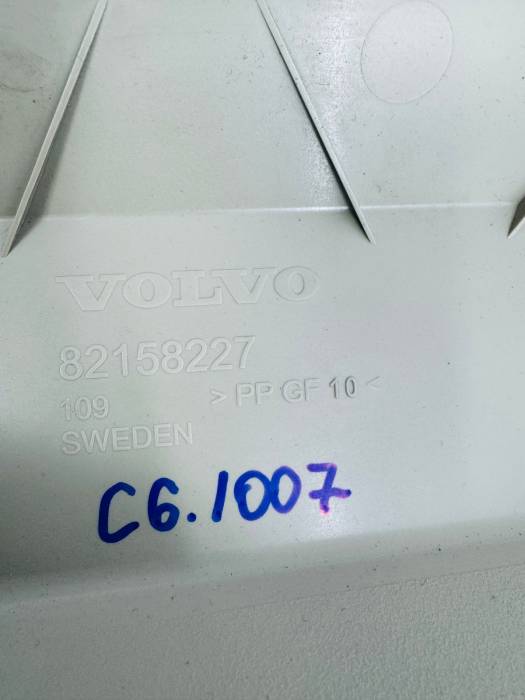 VOLVO
82158227
109 >PP GF 10<
SWEDEN
C6.1007